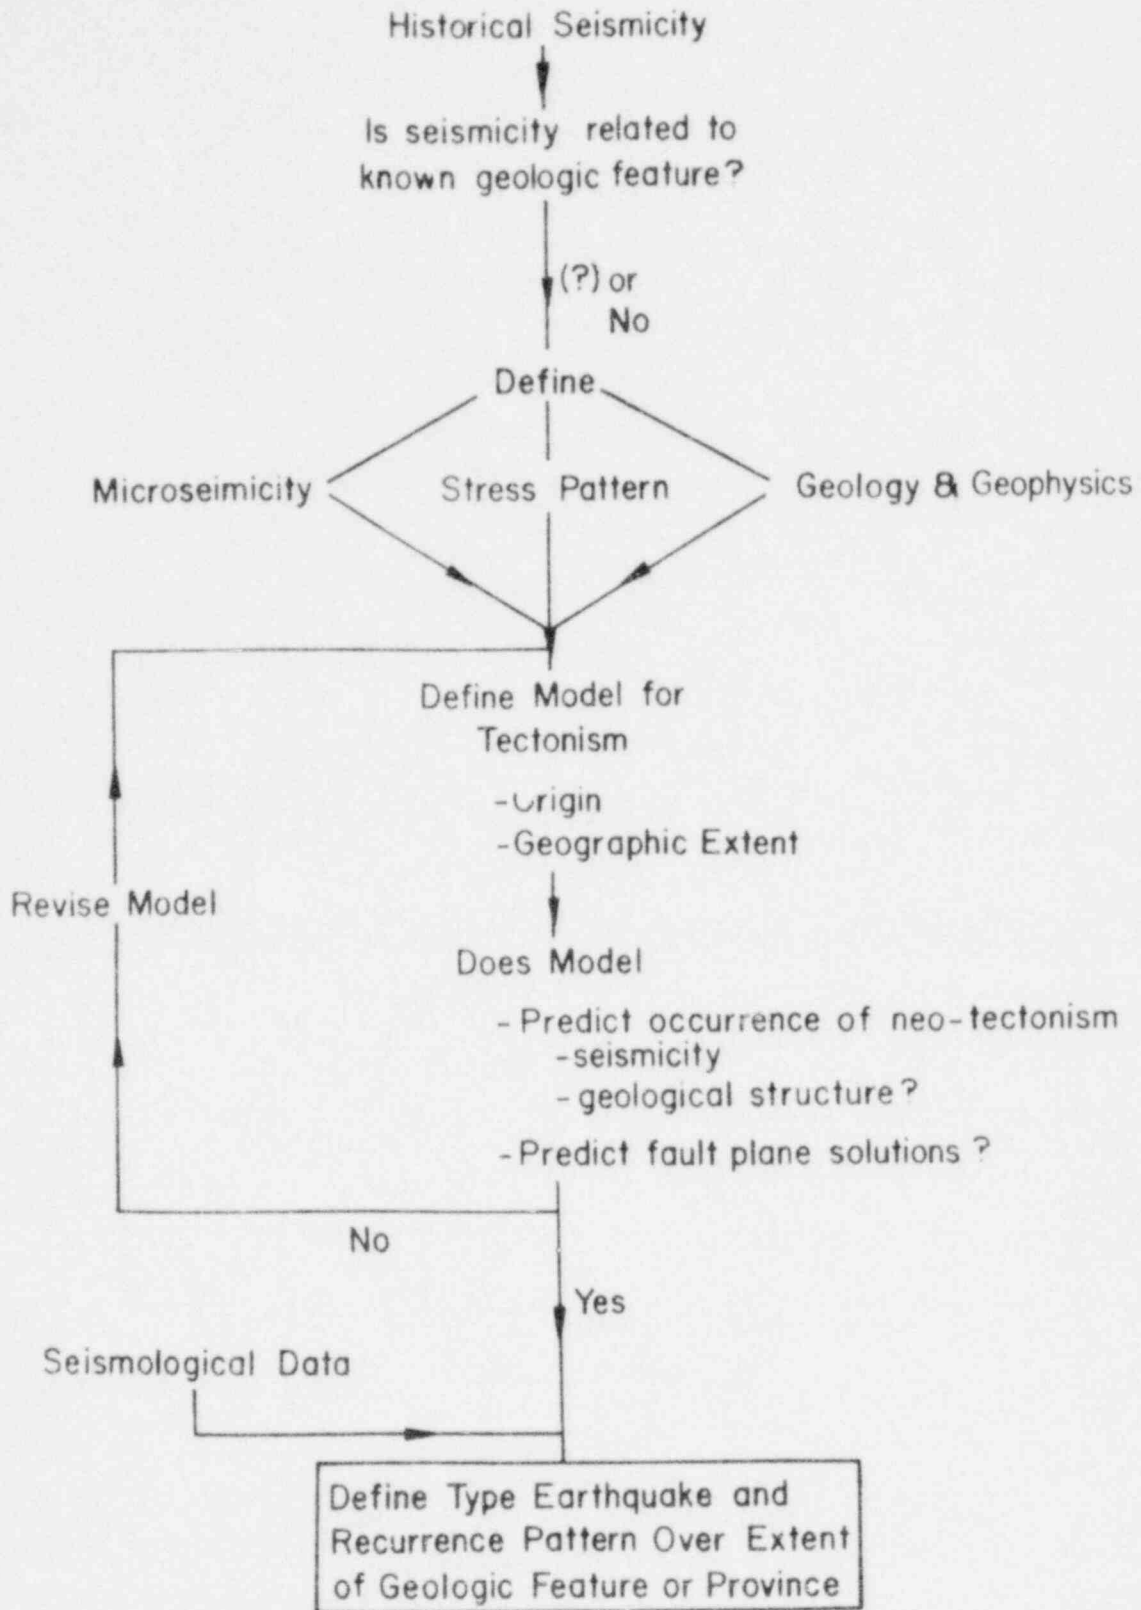 Historical Seismicity
Is seismicity related to
known geologic feature?
(?) or
No
Define
Microseimicity
Stress Pattern
Geology & Geophysics
Define Model for
Tectonism
-Origin
-Geographic Extent
Revise Model
Does Model
-Predict occurrence of neo-tectonism
-seismicity
-geological structure?
-Predict fault plane solutions?
No
Yes
Seismological Data
Define Type Earthquake and
Recurrence Pattern Over Extent
of Geologic Feature or Province